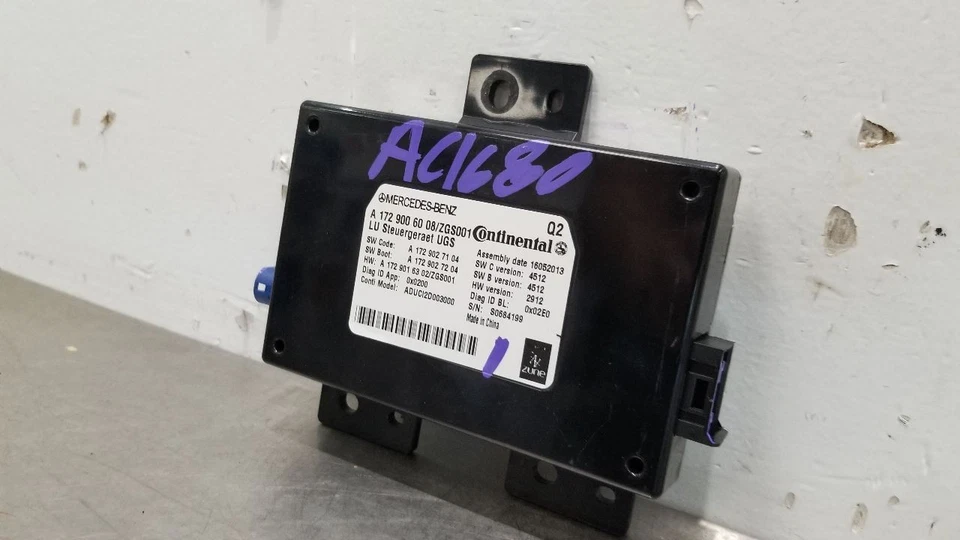 AC1680
MERCEDES-BENZ
A 172 900 60 08/ZGS001
LU Steuergeraet UGS
Continental
Q2
SW Code: A 172 902 71 04
SW Boot: A 172 902 72 04
HW: A 172 901 63 02/ZGS001
Diag ID App: 0x0200
Conti Model: ADUCI2D003000
Assembly date 16052013
SW C version: 4512
SW B version: 4512
HW version: 2912
Diag ID BL: 0x02E0
S/N: S0684199
Made in China
1
zune